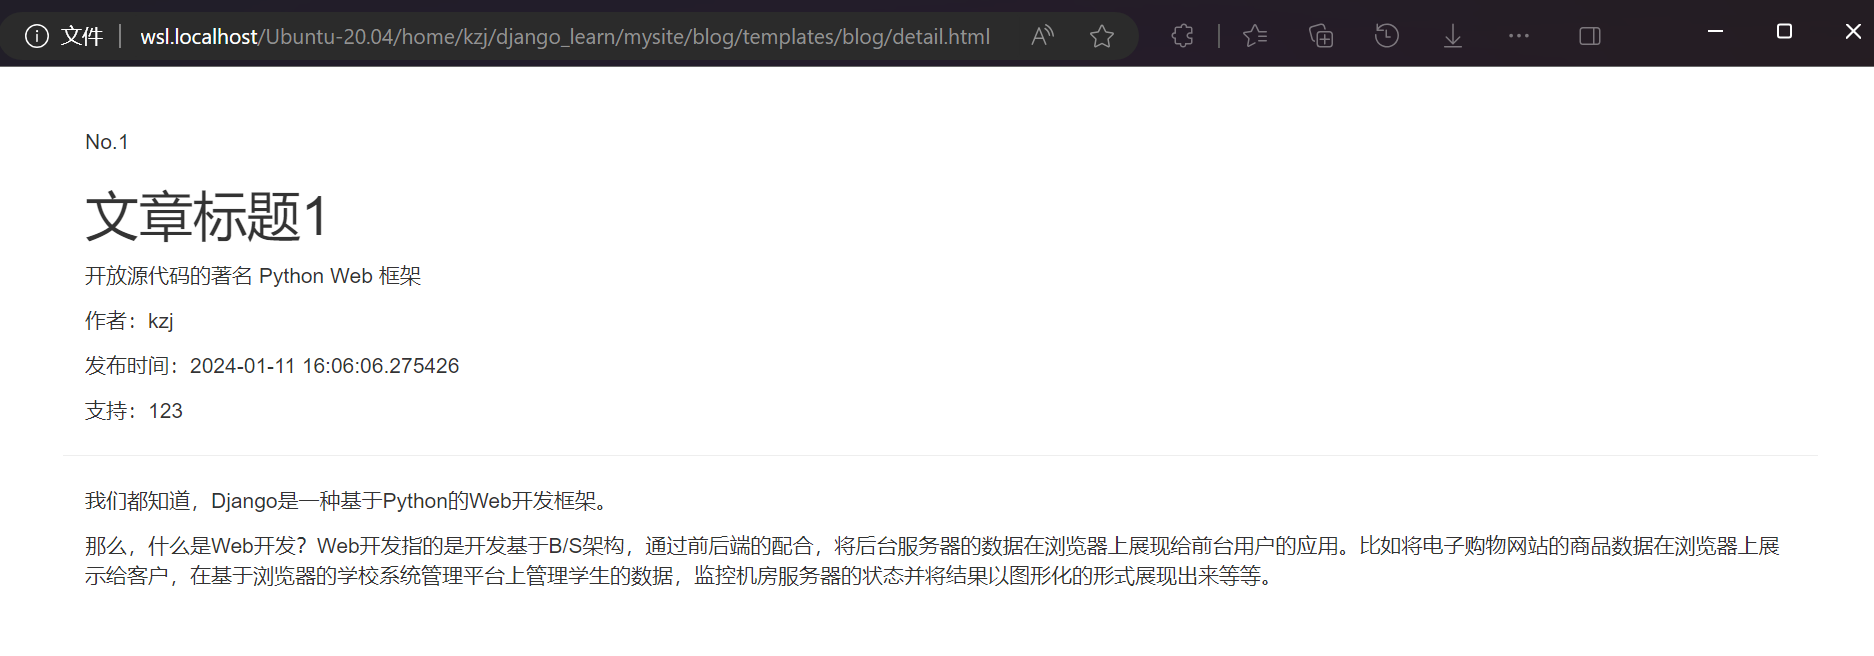 文件 wsl.localhost/Ubuntu-20.04/home/kzj/django_learn/mysite/blog/templates/blog/detail.html
No.1
文章标题1
开放源代码的著名 Python Web 框架
作者：kzj
发布时间：2024-01-11 16:06:06.275426
支持：123
我们都知道，Django是一种基于Python的Web开发框架。
那么，什么是Web开发？Web开发指的是开发基于B/S架构，通过前后端的配合，将后台服务器的数据在浏览器上展现给前台用户的应用。比如将电子购物网站的商品数据在浏览器上展
示给客户，在基于浏览器的学校系统管理平台上管理学生的数据，监控机房服务器的状态并将结果以图形化的形式展现出来等等。